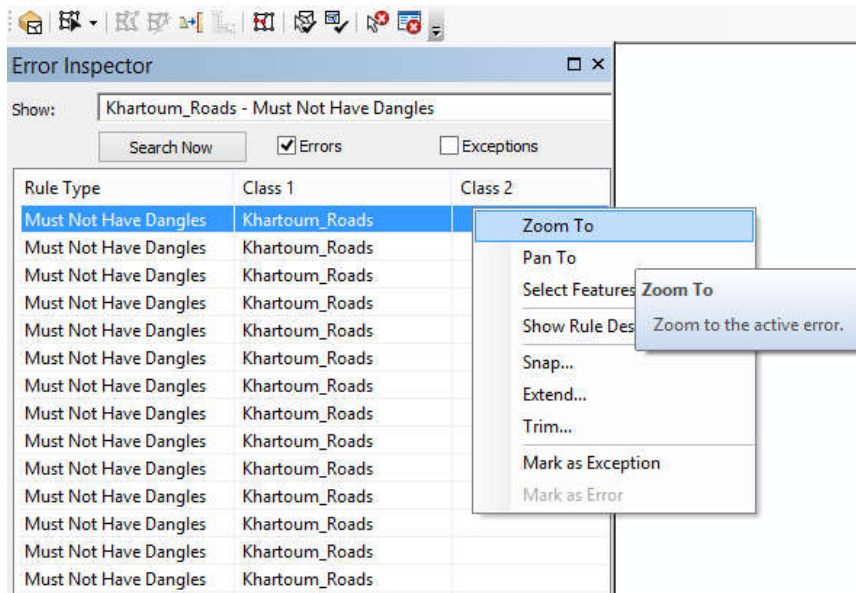 Error Inspector
Show: Khartoum_Roads - Must Not Have Dangles
Search Now Errors Exceptions
Rule Type Class 1 Class 2
Must Not Have Dangles Khartoum_Roads
Must Not Have Dangles Khartoum_Roads
Must Not Have Dangles Khartoum_Roads
Must Not Have Dangles Khartoum_Roads
Must Not Have Dangles Khartoum_Roads
Must Not Have Dangles Khartoum_Roads
Must Not Have Dangles Khartoum_Roads
Must Not Have Dangles Khartoum_Roads
Must Not Have Dangles Khartoum_Roads
Must Not Have Dangles Khartoum_Roads
Must Not Have Dangles Khartoum_Roads
Must Not Have Dangles Khartoum_Roads
Must Not Have Dangles Khartoum_Roads
Must Not Have Dangles Khartoum_Roads
Zoom To
Pan To
Select Features
Show Rule Des
Snap...
Extend...
Trim...
Mark as Exception
Mark as Error
Zoom To
Zoom to the active error.